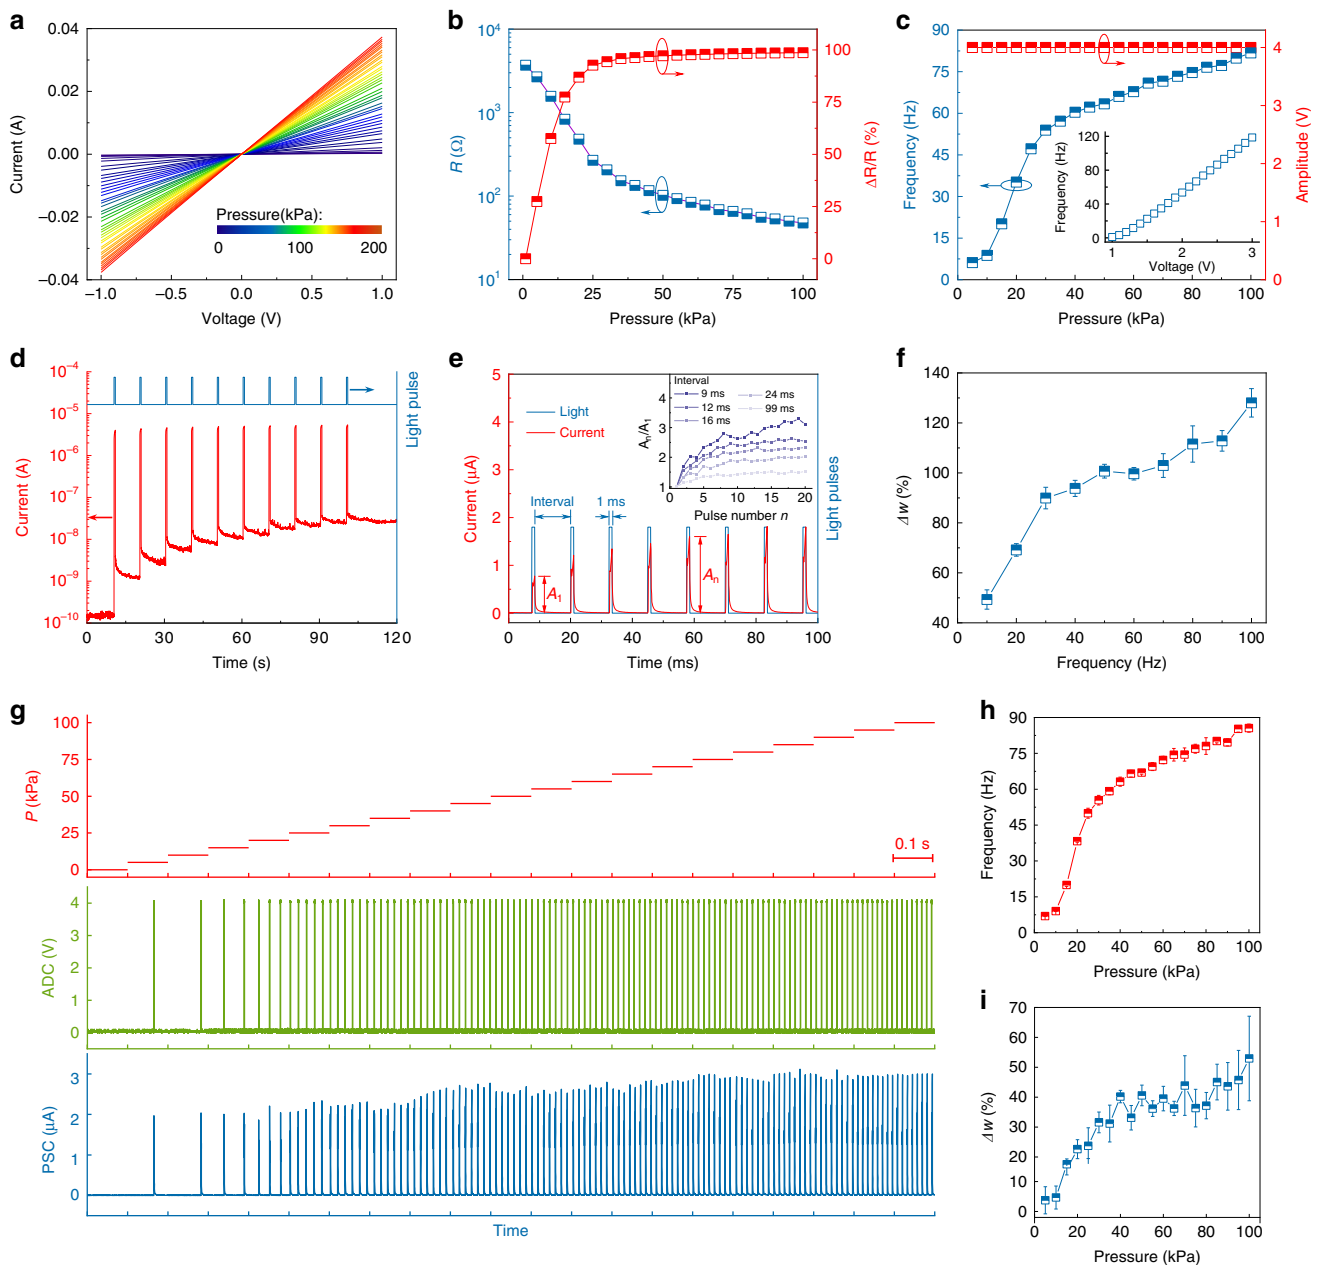 a
0.04
0.02
0.00
−0.02
−0.04
Current (A)
Pressure(kPa):
0 100 200
−1.0 −0.5 0.0 0.5 1.0
Voltage (V)
b
10⁴
10³
10²
10¹
R (Ω)
100
75
50
25
0
ΔR/R (%)
0 25 50 75 100
Pressure (kPa)
c
90
75
60
45
30
15
0
Frequency (Hz)
4
3
2
1
0
Amplitude (V)
120
80
40
0
Frequency (Hz)
1 2 3
Voltage (V)
0 20 40 60 80 100
Pressure (kPa)
d
10⁻⁴
10⁻⁵
10⁻⁶
10⁻⁷
10⁻⁸
10⁻⁹
10⁻¹⁰
Current (A)
Light pulse
0 30 60 90 120
Time (s)
e
5
4
3
2
1
0
Current (µA)
Light
Current
Interval
9 ms 24 ms
12 ms 99 ms
16 ms
4
3
2
1
Aₙ/A₁
0 5 10 15 20
Pulse number n
Interval 1 ms
A₁
Aₙ
Light pulses
0 20 40 60 80 100
Time (ms)
f
140
120
100
80
60
40
Δw (%)
0 20 40 60 80 100
Frequency (Hz)
g
100
75
50
25
0
P (kPa)
0.1 s
4
3
2
1
0
ADC (V)
3
2
1
0
PSC (µA)
Time
h
90
75
60
45
30
15
0
Frequency (Hz)
0 20 40 60 80 100
Pressure (kPa)
i
70
60
50
40
30
20
10
0
Δw (%)
0 20 40 60 80 100
Pressure (kPa)